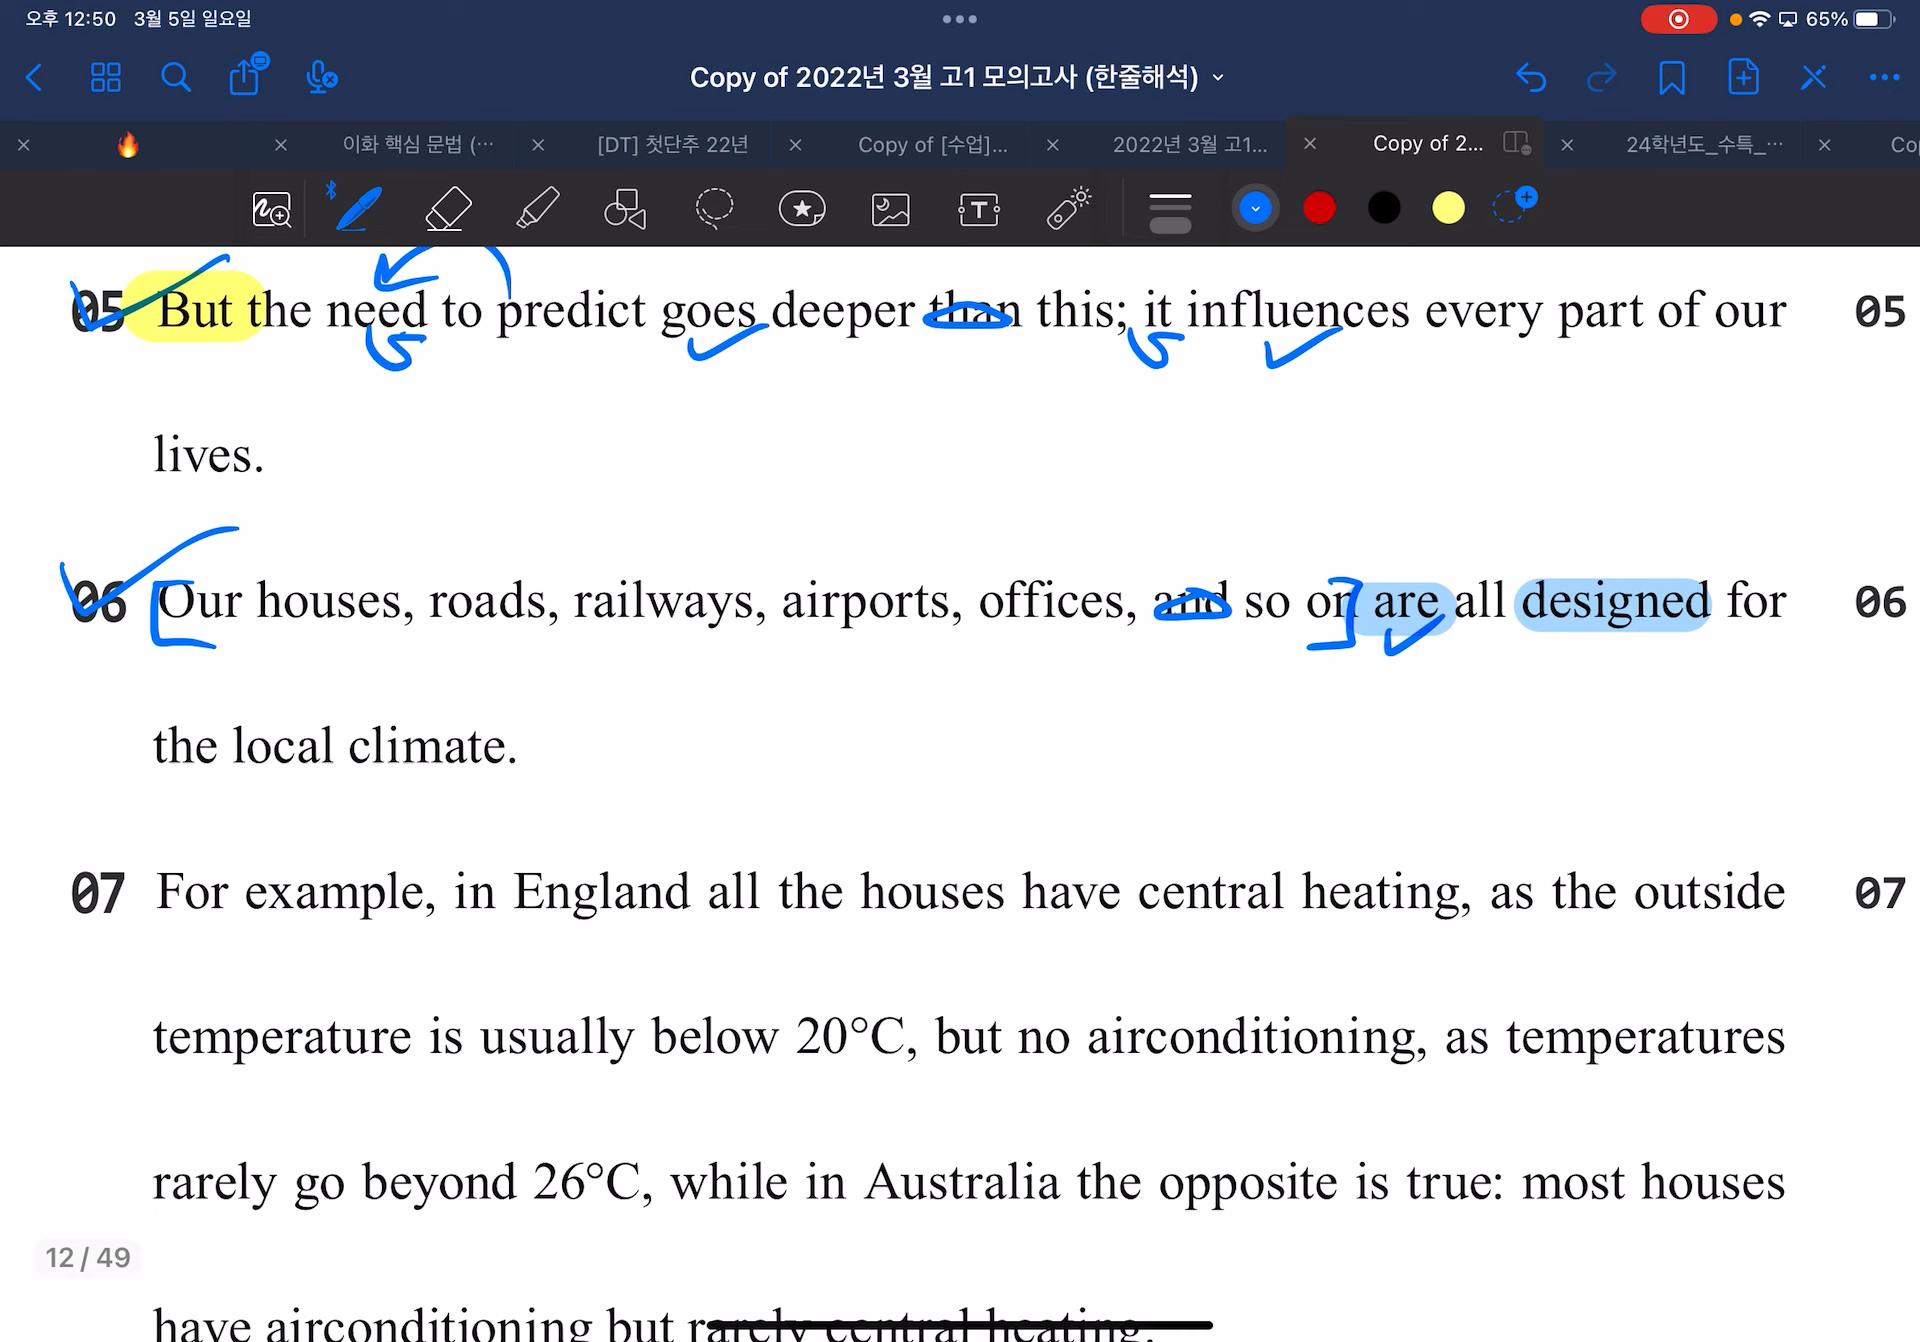 오후 12:50 3월 5일 일요일
65%
Copy of 2022년 3월 고1 모의고사 (한줄해석)
이화 핵심 문법 (…
[DT] 첫단추 22년
Copy of [수업]...
2022년 3월 고1...
Copy of 2...
24학년도_수특_…
05 But the need to predict goes deeper than this; it influences every part of our 05
lives.
06 Our houses, roads, railways, airports, offices, and so on are all designed for 06
the local climate.
07 For example, in England all the houses have central heating, as the outside 07
temperature is usually below 20°C, but no airconditioning, as temperatures
rarely go beyond 26°C, while in Australia the opposite is true: most houses
12 / 49
have airconditioning but rarely central heating.